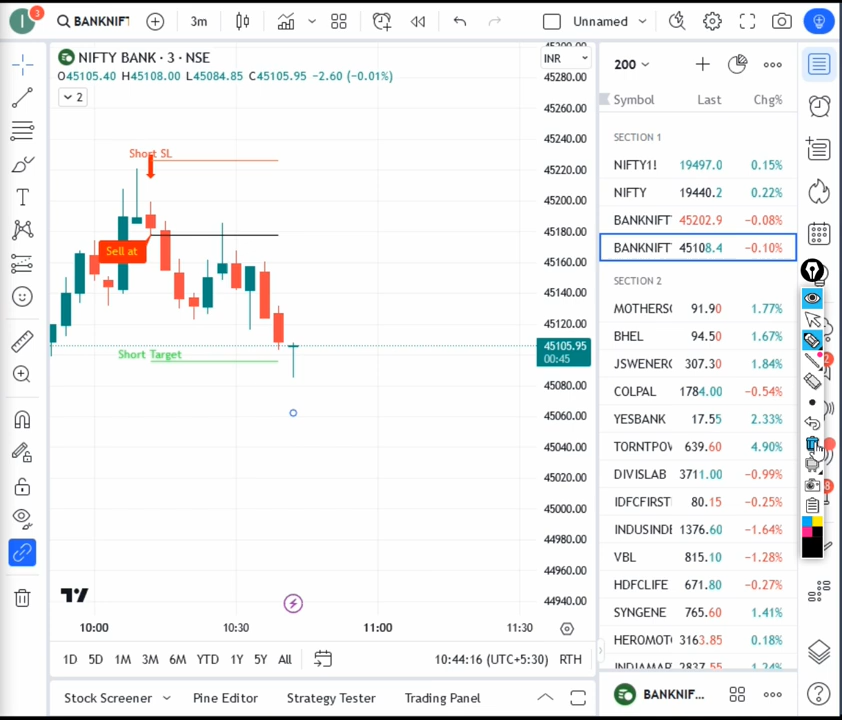 I
3
BANKNIFT
3m
Unnamed
NIFTY BANK · 3 · NSE
O45105.40 H45108.00 L45084.85 C45105.95 −2.60 (−0.01%)
2
INR
45280.00
45260.00
45240.00
45220.00
45200.00
45180.00
45160.00
45140.00
45120.00
45105.95
00:45
45080.00
45060.00
45040.00
45020.00
45000.00
44980.00
44960.00
44940.00
Short SL
Sell at
Short Target
10:00
10:30
11:00
11:30
1D 5D 1M 3M 6M YTD 1Y 5Y All
10:44:16 (UTC+5:30) RTH
Stock Screener
Pine Editor
Strategy Tester
Trading Panel
200
Symbol Last Chg%
SECTION 1
NIFTY1! 19497.0 0.15%
NIFTY 19440.2 0.22%
BANKNIFT 45202.9 −0.08%
BANKNIFT 45108.4 −0.10%
SECTION 2
MOTHERS 91.90 1.77%
BHEL 94.50 1.67%
JSWENER 307.30 1.84%
COLPAL 1784.00 −0.54%
YESBANK 17.55 2.33%
TORNTPO 639.60 4.90%
DIVISLAB 3711.00 −0.99%
IDFCFIRST 80.15 −0.25%
INDUSIND 1376.60 −1.64%
VBL 815.10 −1.28%
HDFCLIFE 671.80 −0.27%
SYNGENE 765.60 1.41%
HEROMOT 3163.85 0.18%
INDIAMAR 2837.55 1.24%
BANKNIF...